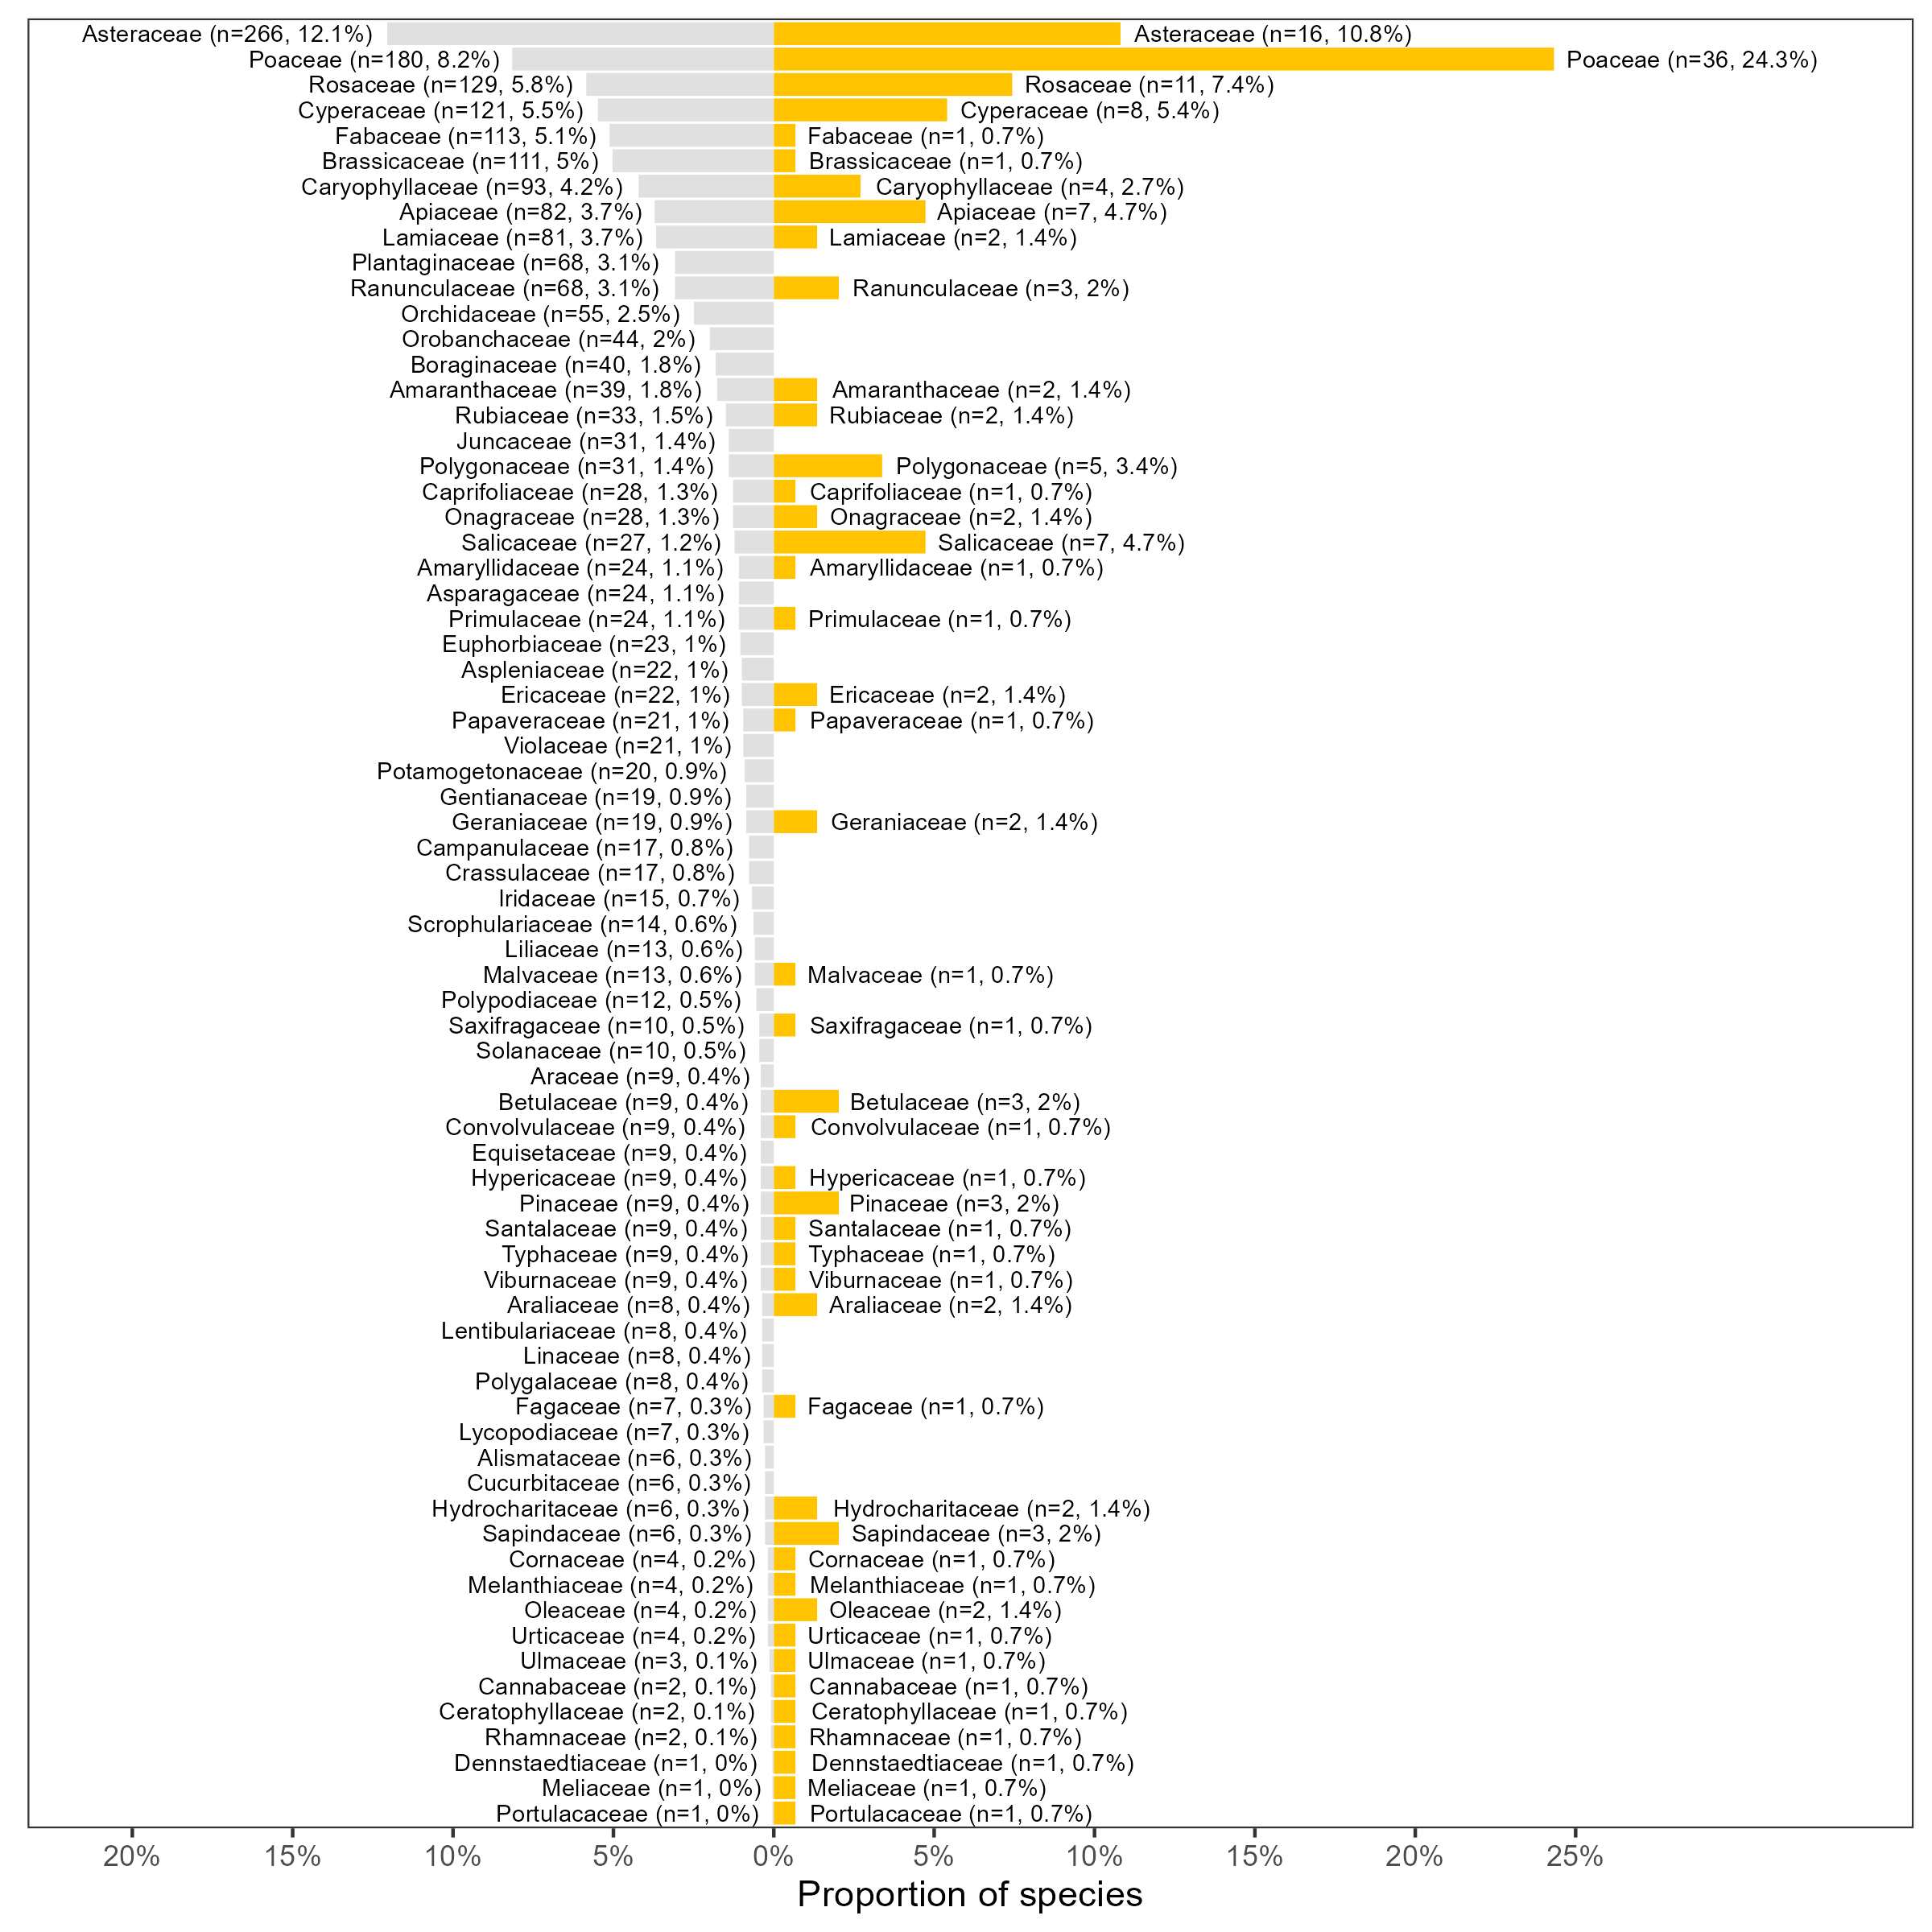 Asteraceae (n=266, 12.1%) Asteraceae (n=16, 10.8%)
Poaceae (n=180, 8.2%) Poaceae (n=36, 24.3%)
Rosaceae (n=129, 5.8%) Rosaceae (n=11, 7.4%)
Cyperaceae (n=121, 5.5%) Cyperaceae (n=8, 5.4%)
Fabaceae (n=113, 5.1%) Fabaceae (n=1, 0.7%)
Brassicaceae (n=111, 5%) Brassicaceae (n=1, 0.7%)
Caryophyllaceae (n=93, 4.2%) Caryophyllaceae (n=4, 2.7%)
Apiaceae (n=82, 3.7%) Apiaceae (n=7, 4.7%)
Lamiaceae (n=81, 3.7%) Lamiaceae (n=2, 1.4%)
Plantaginaceae (n=68, 3.1%)
Ranunculaceae (n=68, 3.1%) Ranunculaceae (n=3, 2%)
Orchidaceae (n=55, 2.5%)
Orobanchaceae (n=44, 2%)
Boraginaceae (n=40, 1.8%)
Amaranthaceae (n=39, 1.8%) Amaranthaceae (n=2, 1.4%)
Rubiaceae (n=33, 1.5%) Rubiaceae (n=2, 1.4%)
Juncaceae (n=31, 1.4%)
Polygonaceae (n=31, 1.4%) Polygonaceae (n=5, 3.4%)
Caprifoliaceae (n=28, 1.3%) Caprifoliaceae (n=1, 0.7%)
Onagraceae (n=28, 1.3%) Onagraceae (n=2, 1.4%)
Salicaceae (n=27, 1.2%) Salicaceae (n=7, 4.7%)
Amaryllidaceae (n=24, 1.1%) Amaryllidaceae (n=1, 0.7%)
Asparagaceae (n=24, 1.1%)
Primulaceae (n=24, 1.1%) Primulaceae (n=1, 0.7%)
Euphorbiaceae (n=23, 1%)
Aspleniaceae (n=22, 1%)
Ericaceae (n=22, 1%) Ericaceae (n=2, 1.4%)
Papaveraceae (n=21, 1%) Papaveraceae (n=1, 0.7%)
Violaceae (n=21, 1%)
Potamogetonaceae (n=20, 0.9%)
Gentianaceae (n=19, 0.9%)
Geraniaceae (n=19, 0.9%) Geraniaceae (n=2, 1.4%)
Campanulaceae (n=17, 0.8%)
Crassulaceae (n=17, 0.8%)
Iridaceae (n=15, 0.7%)
Scrophulariaceae (n=14, 0.6%)
Liliaceae (n=13, 0.6%)
Malvaceae (n=13, 0.6%) Malvaceae (n=1, 0.7%)
Polypodiaceae (n=12, 0.5%)
Saxifragaceae (n=10, 0.5%) Saxifragaceae (n=1, 0.7%)
Solanaceae (n=10, 0.5%)
Araceae (n=9, 0.4%)
Betulaceae (n=9, 0.4%) Betulaceae (n=3, 2%)
Convolvulaceae (n=9, 0.4%) Convolvulaceae (n=1, 0.7%)
Equisetaceae (n=9, 0.4%)
Hypericaceae (n=9, 0.4%) Hypericaceae (n=1, 0.7%)
Pinaceae (n=9, 0.4%) Pinaceae (n=3, 2%)
Santalaceae (n=9, 0.4%) Santalaceae (n=1, 0.7%)
Typhaceae (n=9, 0.4%) Typhaceae (n=1, 0.7%)
Viburnaceae (n=9, 0.4%) Viburnaceae (n=1, 0.7%)
Araliaceae (n=8, 0.4%) Araliaceae (n=2, 1.4%)
Lentibulariaceae (n=8, 0.4%)
Linaceae (n=8, 0.4%)
Polygalaceae (n=8, 0.4%)
Fagaceae (n=7, 0.3%) Fagaceae (n=1, 0.7%)
Lycopodiaceae (n=7, 0.3%)
Alismataceae (n=6, 0.3%)
Cucurbitaceae (n=6, 0.3%)
Hydrocharitaceae (n=6, 0.3%) Hydrocharitaceae (n=2, 1.4%)
Sapindaceae (n=6, 0.3%) Sapindaceae (n=3, 2%)
Cornaceae (n=4, 0.2%) Cornaceae (n=1, 0.7%)
Melanthiaceae (n=4, 0.2%) Melanthiaceae (n=1, 0.7%)
Oleaceae (n=4, 0.2%) Oleaceae (n=2, 1.4%)
Urticaceae (n=4, 0.2%) Urticaceae (n=1, 0.7%)
Ulmaceae (n=3, 0.1%) Ulmaceae (n=1, 0.7%)
Cannabaceae (n=2, 0.1%) Cannabaceae (n=1, 0.7%)
Ceratophyllaceae (n=2, 0.1%) Ceratophyllaceae (n=1, 0.7%)
Rhamnaceae (n=2, 0.1%) Rhamnaceae (n=1, 0.7%)
Dennstaedtiaceae (n=1, 0%) Dennstaedtiaceae (n=1, 0.7%)
Meliaceae (n=1, 0%) Meliaceae (n=1, 0.7%)
Portulacaceae (n=1, 0%) Portulacaceae (n=1, 0.7%)
20% 15% 10% 5% 0% 5% 10% 15% 20% 25%
Proportion of species